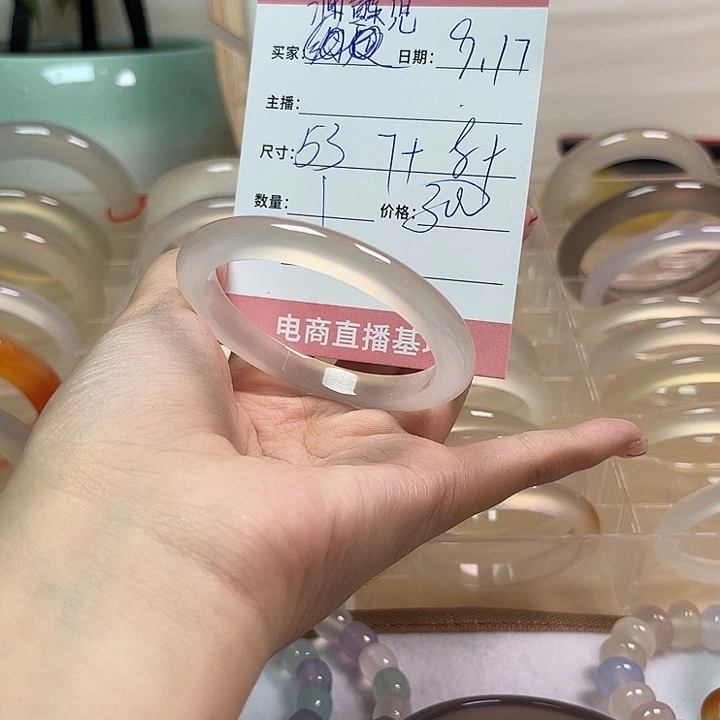 买家: 日期: 9.17
主播:
尺寸: 53 7+ 8+
数量: 1 价格:
电商直播基